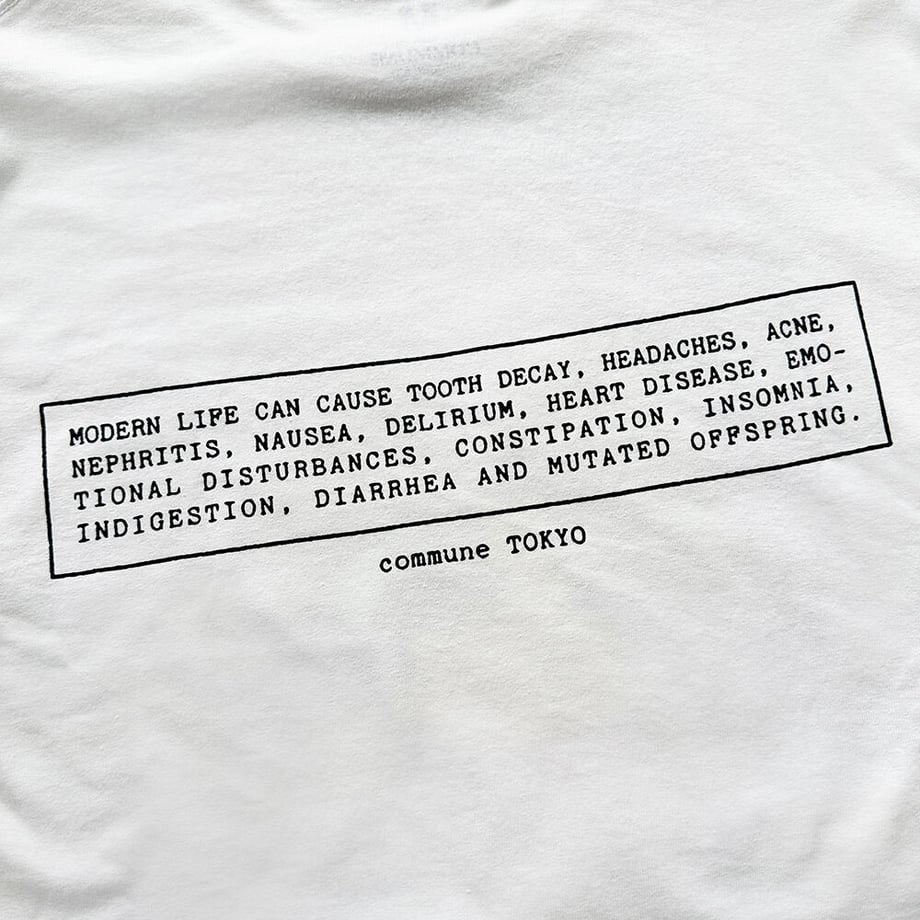 MODERN LIFE CAN CAUSE TOOTH DECAY, HEADACHES, ACNE,
NEPHRITIS, NAUSEA, DELIRIUM, HEART DISEASE, EMO-
TIONAL DISTURBANCES, CONSTIPATION, INSOMNIA,
INDIGESTION, DIARRHEA AND MUTATED OFFSPRING.
commune TOKYO